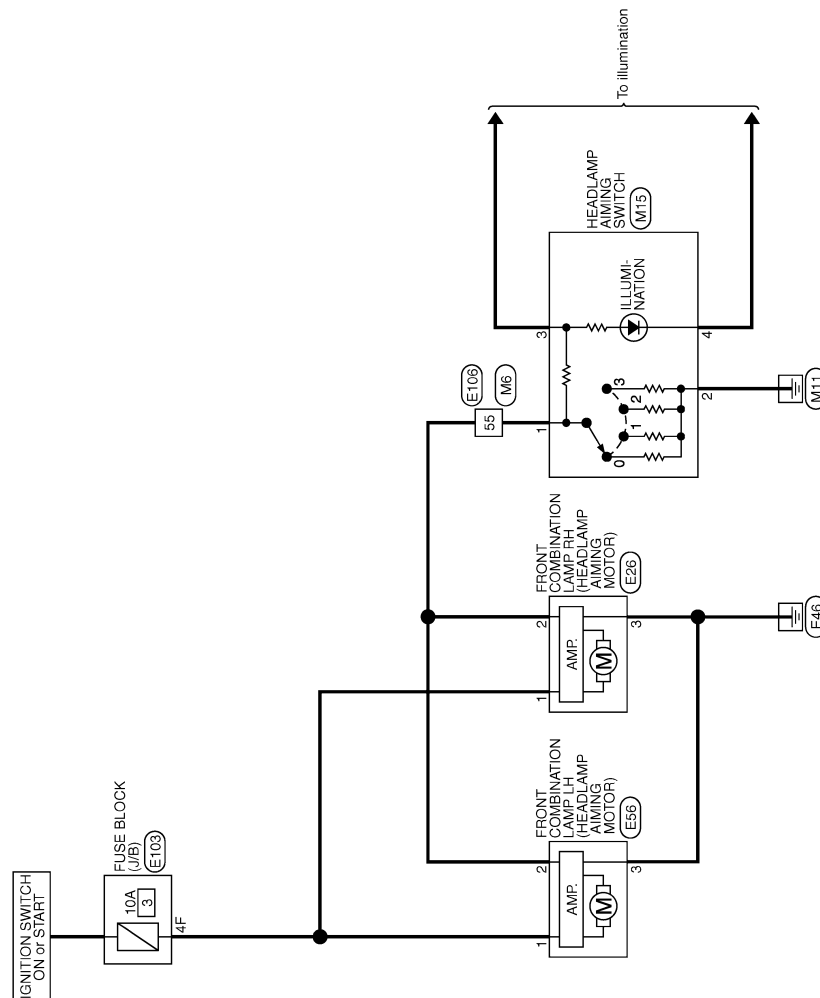 IGNITION SWITCH
ON or START
FUSE BLOCK
(J/B)
E103
10A
3
4F
FRONT
COMBINATION
LAMP LH
(HEADLAMP
AIMING
MOTOR)
E56
1
2
AMP.
M
3
FRONT
COMBINATION
LAMP RH
(HEADLAMP
AIMING
MOTOR)
E26
1
2
AMP.
M
3
E46
E106
55
M6
HEADLAMP
AIMING
SWITCH
M15
1
3
0
1
2
3
ILLUMI-
NATION
2
4
M11
To illumination